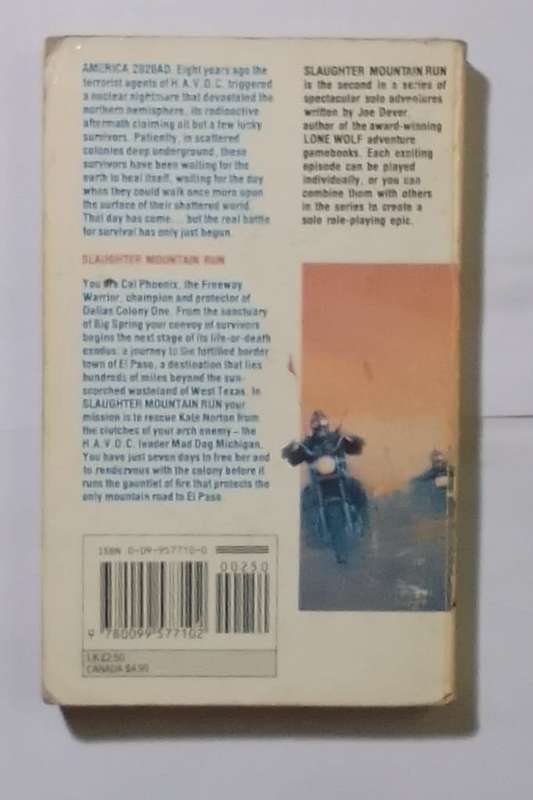 AMERICA 2020AD. Eight years ago the
terrorist agents of H.A.V.O.C. triggered
a nuclear nightmare that devastated the
northern hemisphere, its radioactive
aftermath claiming all but a few lucky
survivors. Patiently, in scattered
colonies deep underground, these
survivors have been waiting for the
earth to heal itself, waiting for the day
when they could walk once more upon
the surface of their shattered world.
That day has come... but the real battle
for survival has only just begun.
SLAUGHTER MOUNTAIN RUN
You are Cal Phoenix, the Freeway
Warrior, champion and protector of
Dallas Colony One. From the sanctuary
of Big Spring your convoy of survivors
begins the next stage of its life-or-death
exodus: a journey to the fortified border
town of El Paso, a destination that lies
hundreds of miles beyond the sun-
scorched wasteland of West Texas. In
SLAUGHTER MOUNTAIN RUN your
mission is to rescue Kate Norton from
the clutches of your arch enemy – the
H.A.V.O.C. leader Mad Dog Michigan.
You have just seven days to free her and
to rendezvous with the colony before it
runs the gauntlet of fire that protects the
only mountain road to El Paso.
SLAUGHTER MOUNTAIN RUN
is the second in a series of
spectacular solo adventures
written by Joe Dever,
author of the award-winning
LONE WOLF adventure
gamebooks. Each exciting
episode can be played
individually, or you can
combine them with others
in the series to create a
solo role-playing epic.
ISBN 0-09-957710-0
00250
9 780099 577102
UK £2.50
CANADA $4.95